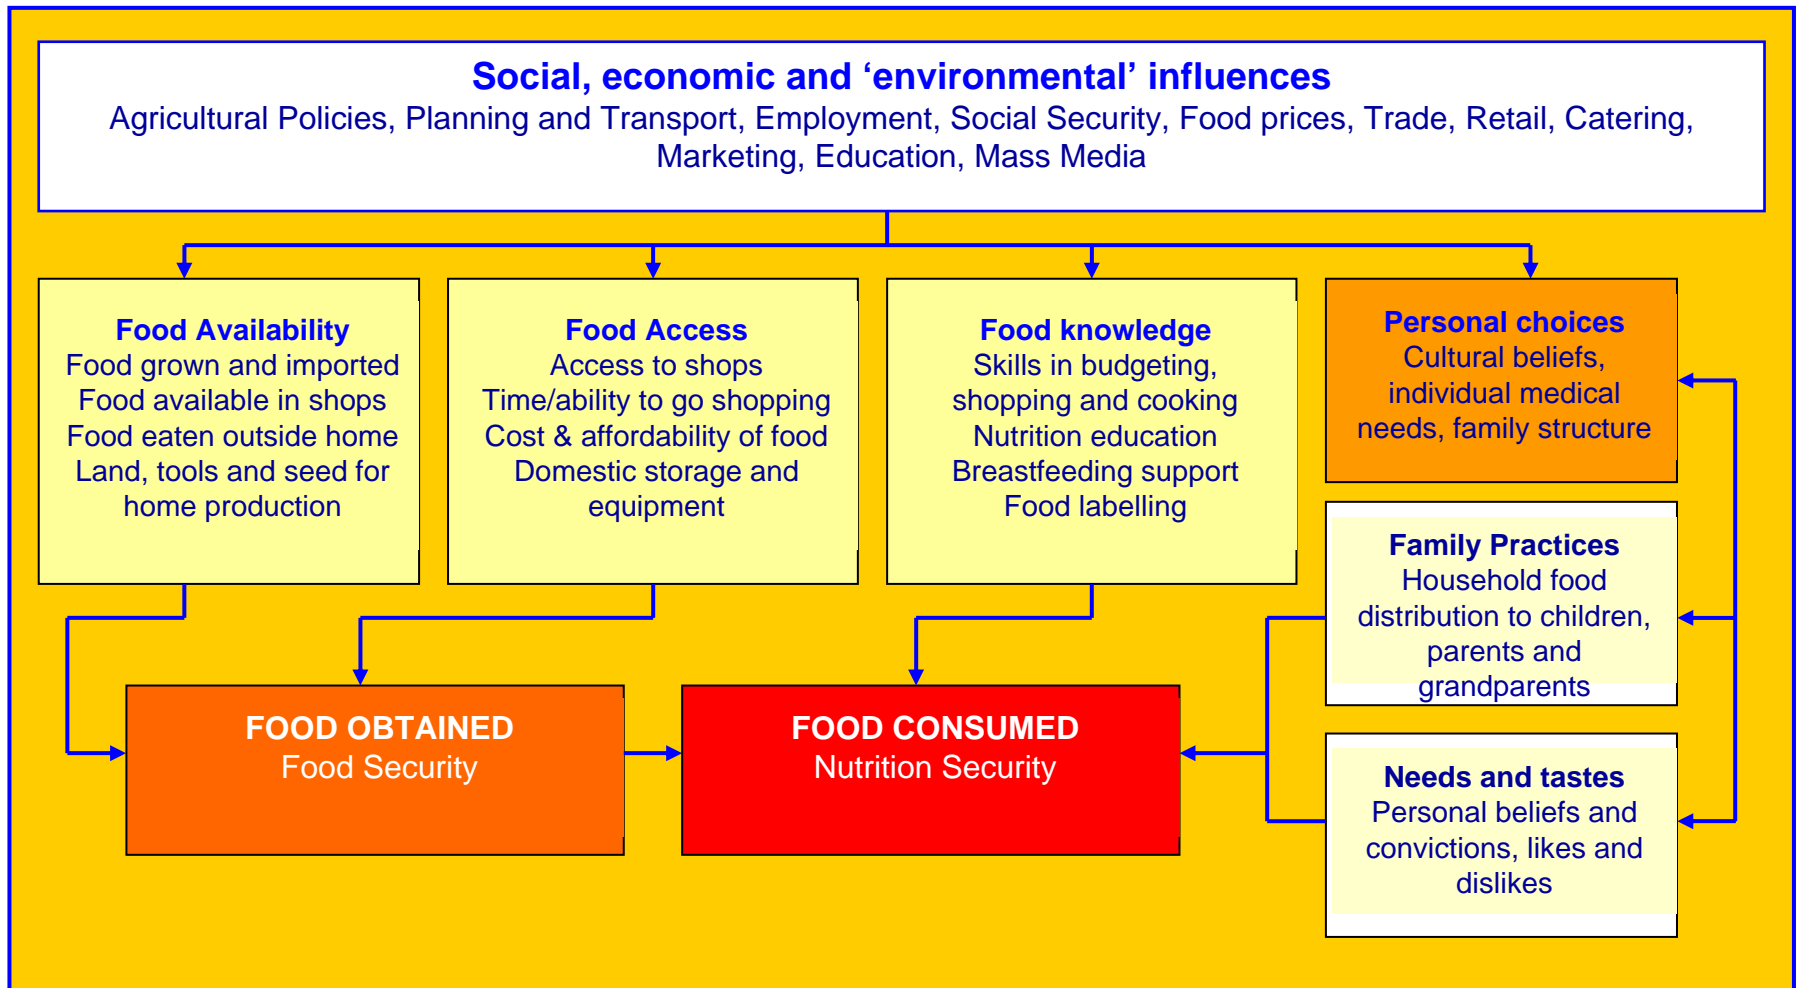 Social, economic and ‘environmental’ influences
Agricultural Policies, Planning and Transport, Employment, Social Security, Food prices, Trade, Retail, Catering,
Marketing, Education, Mass Media
Food Availability
Food grown and imported
Food available in shops
Food eaten outside home
Land, tools and seed for
home production
Food Access
Access to shops
Time/ability to go shopping
Cost & affordability of food
Domestic storage and
equipment
Food knowledge
Skills in budgeting,
shopping and cooking
Nutrition education
Breastfeeding support
Food labelling
Personal choices
Cultural beliefs,
individual medical
needs, family structure
Family Practices
Household food
distribution to children,
parents and
grandparents
FOOD OBTAINED
Food Security
FOOD CONSUMED
Nutrition Security
Needs and tastes
Personal beliefs and
convictions, likes and
dislikes